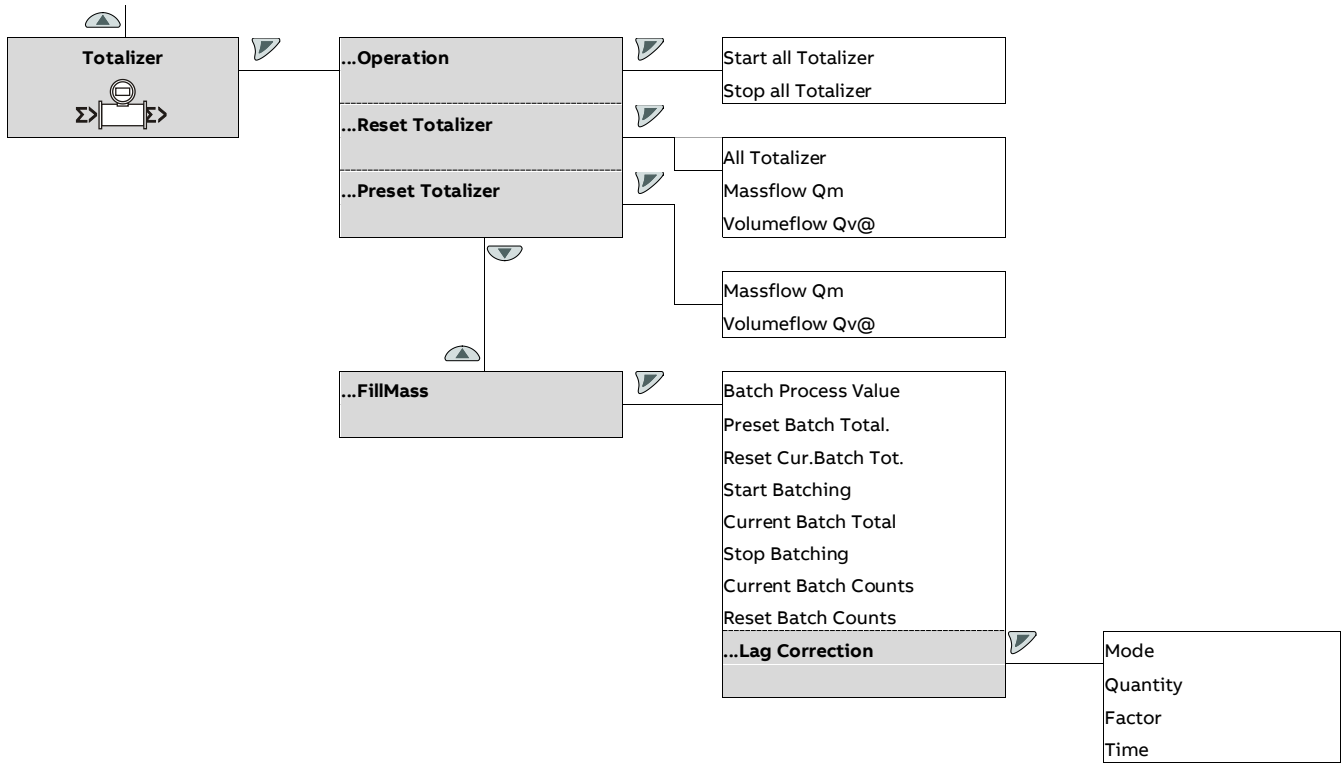 Totalizer
Σ> Σ>
...Operation
...Reset Totalizer
...Preset Totalizer
Start all Totalizer
Stop all Totalizer
All Totalizer
Massflow Qm
Volumeflow Qv@
Massflow Qm
Volumeflow Qv@
...FillMass
Batch Process Value
Preset Batch Total.
Reset Cur.Batch Tot.
Start Batching
Current Batch Total
Stop Batching
Current Batch Counts
Reset Batch Counts
...Lag Correction
Mode
Quantity
Factor
Time